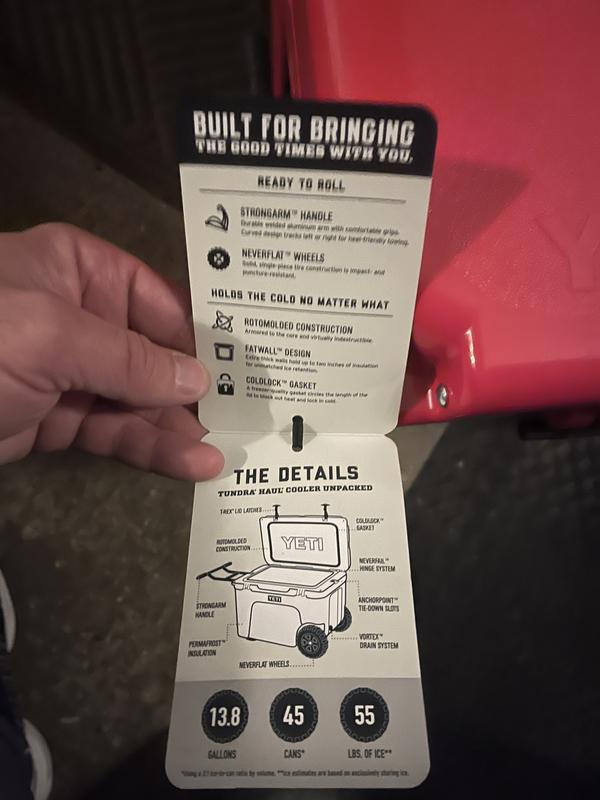 BUILT FOR BRINGING
THE GOOD TIMES WITH YOU.
READY TO ROLL
STRONGARM™ HANDLE
Durable welded aluminum arm with comfortable grips.
Curved design tracks left or right for heel-friendly towing.
NEVERFLAT™ WHEELS
Solid, single-piece tire construction is impact- and
puncture-resistant.
HOLDS THE COLD NO MATTER WHAT
ROTOMOLDED CONSTRUCTION
Armored to the core and virtually indestructible.
FATWALL™ DESIGN
Extra thick walls hold up to two inches of insulation
for unmatched ice retention.
COLDLOCK™ GASKET
A freezer-quality gasket circles the length of the
lid to block out heat and lock in cold.
THE DETAILS
TUNDRA® HAUL® COOLER UNPACKED
T-REX™ LID LATCHES
COLDLOCK™
GASKET
YETI
ROTOMOLDED
CONSTRUCTION
NEVERFAIL™
HINGE SYSTEM
YETI
ANCHORPOINT™
TIE-DOWN SLOTS
STRONGARM
HANDLE
VORTEX™
DRAIN SYSTEM
PERMAFROST™
INSULATION
NEVERFLAT WHEELS
13.8
45
55
GALLONS
CANS*
LBS. OF ICE**
*Using a 2:1 ice-to-can ratio by volume. **Ice estimates are based on exclusively storing ice.